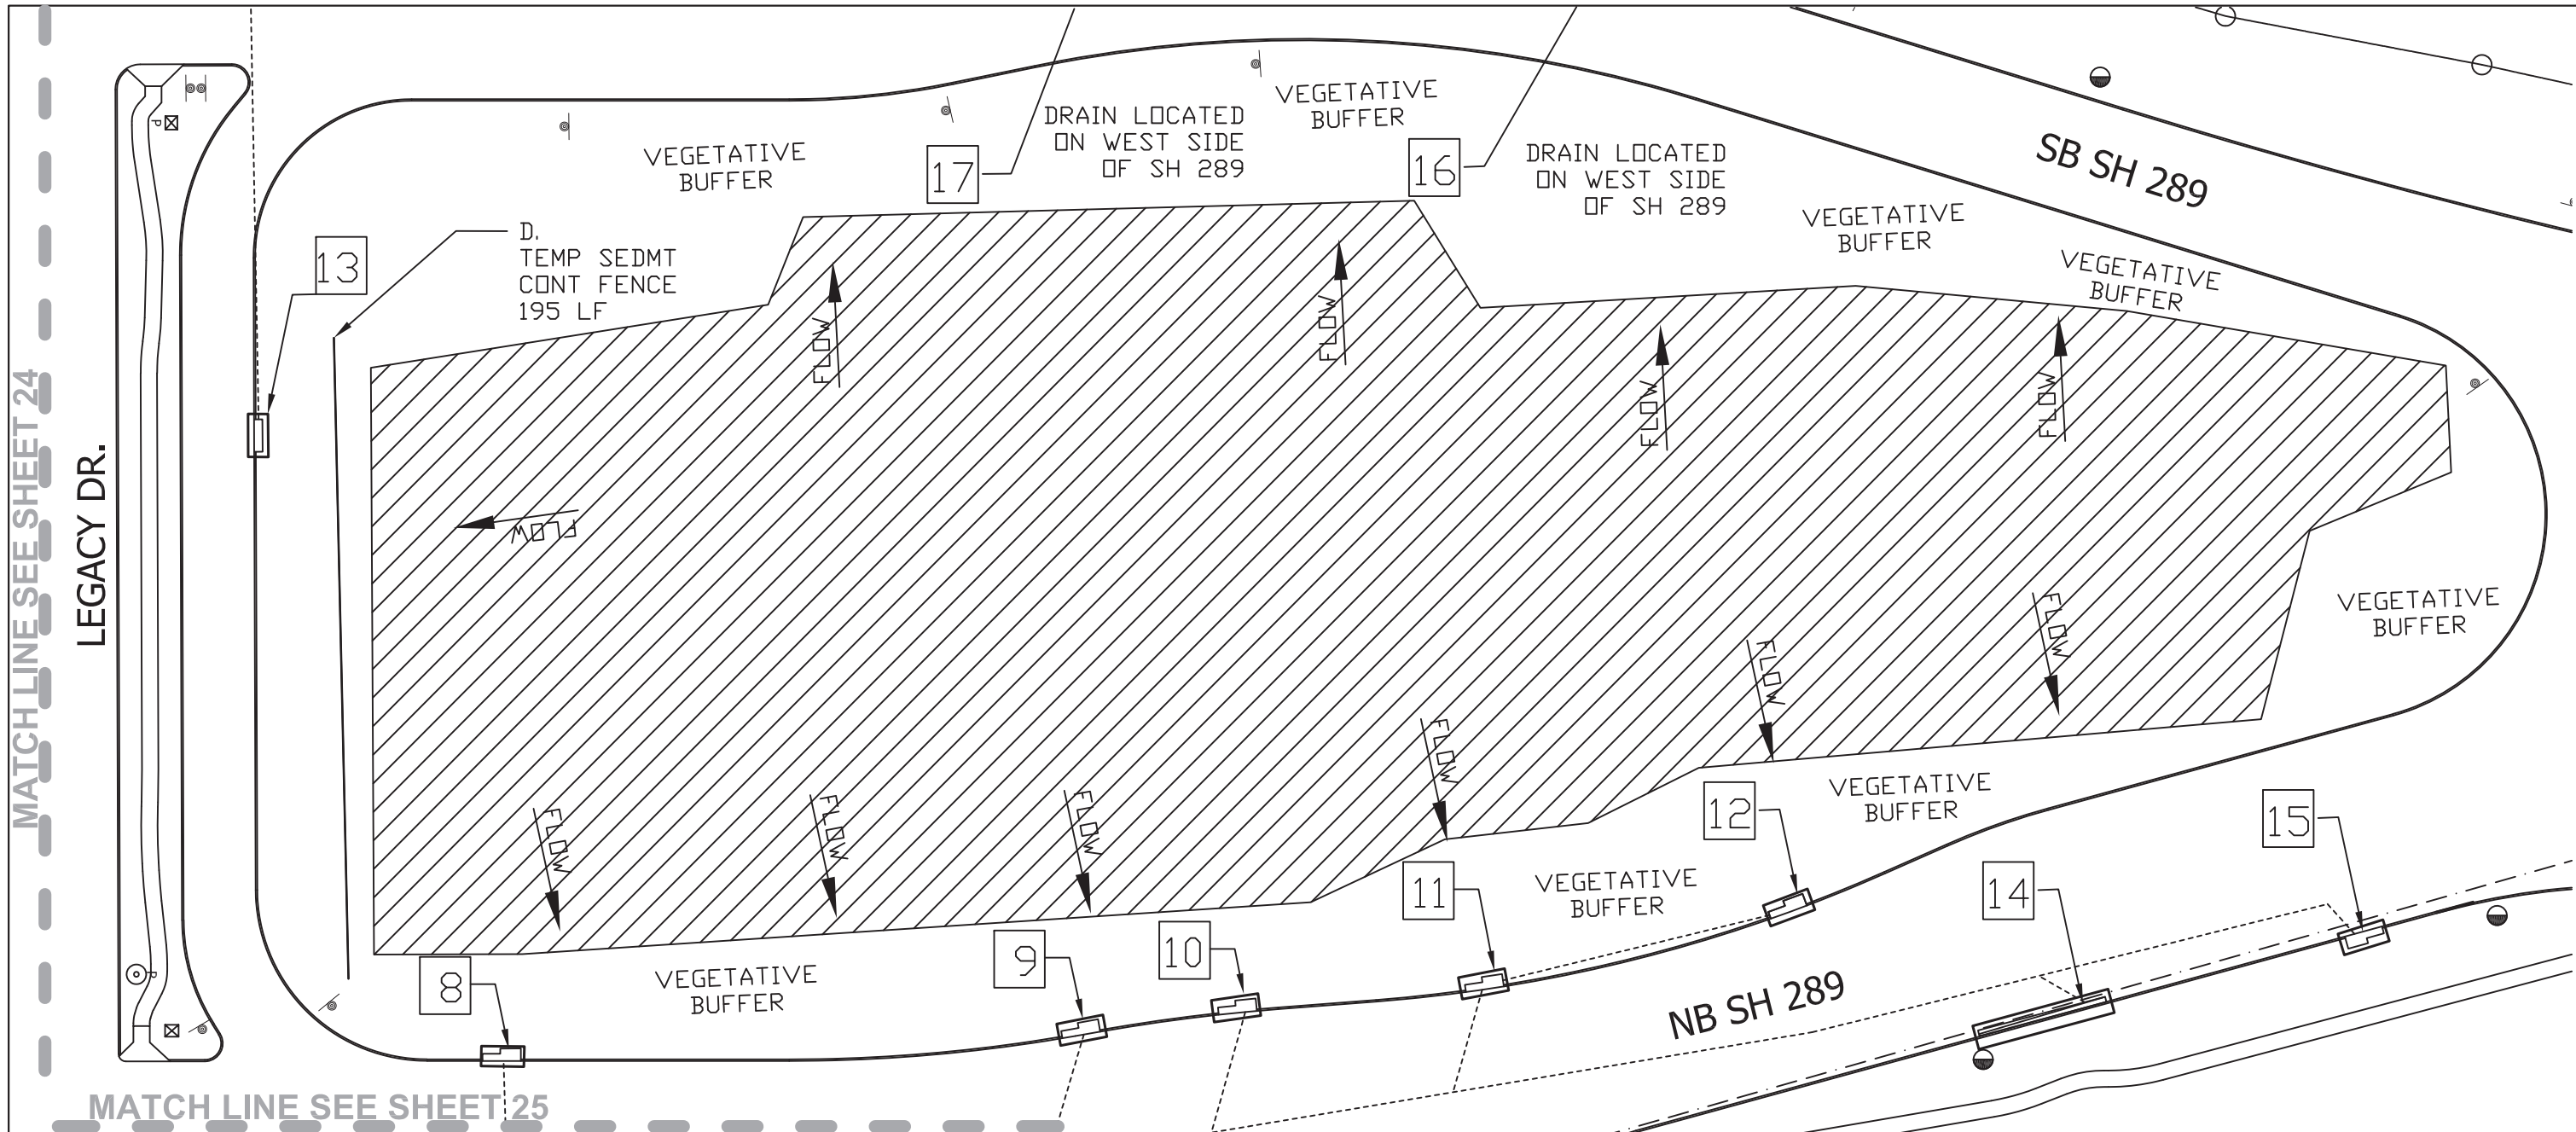 VEGETATIVE
BUFFER
17
DRAIN LOCATED
ON WEST SIDE
OF SH 289
VEGETATIVE
BUFFER
16
DRAIN LOCATED
ON WEST SIDE
OF SH 289
SB SH 289
VEGETATIVE
BUFFER
VEGETATIVE
BUFFER
P
13
D.
TEMP SEDMT
CONT FENCE
195 LF
FLOW
FLOW
FLOW
FLOW
MATCH LINE SEE SHEET 24
LEGACY DR.
FLOW
VEGETATIVE
BUFFER
FLOW
FLOW
FLOW
FLOW
FLOW
FLOW
12
VEGETATIVE
BUFFER
15
11
VEGETATIVE
BUFFER
14
8
VEGETATIVE
BUFFER
9
10
NB SH 289
P
MATCH LINE SEE SHEET 25